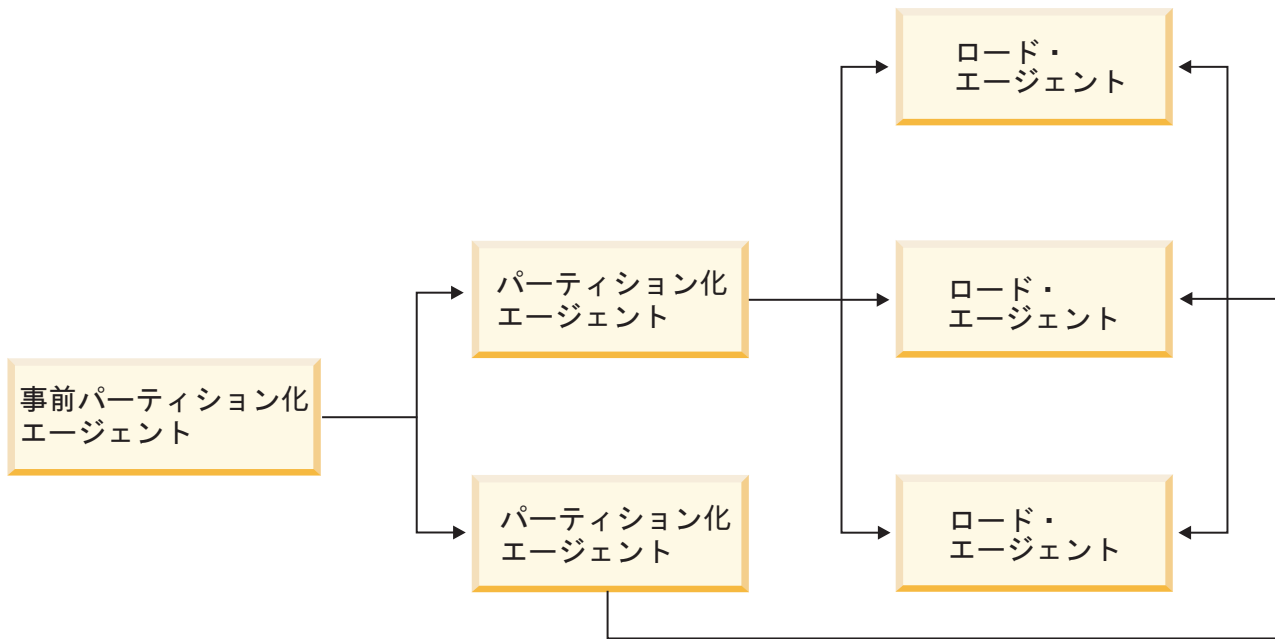 ロード・
エージェント
パーティション化
エージェント
ロード・
エージェント
事前パーティション化
エージェント
パーティション化
エージェント
ロード・
エージェント